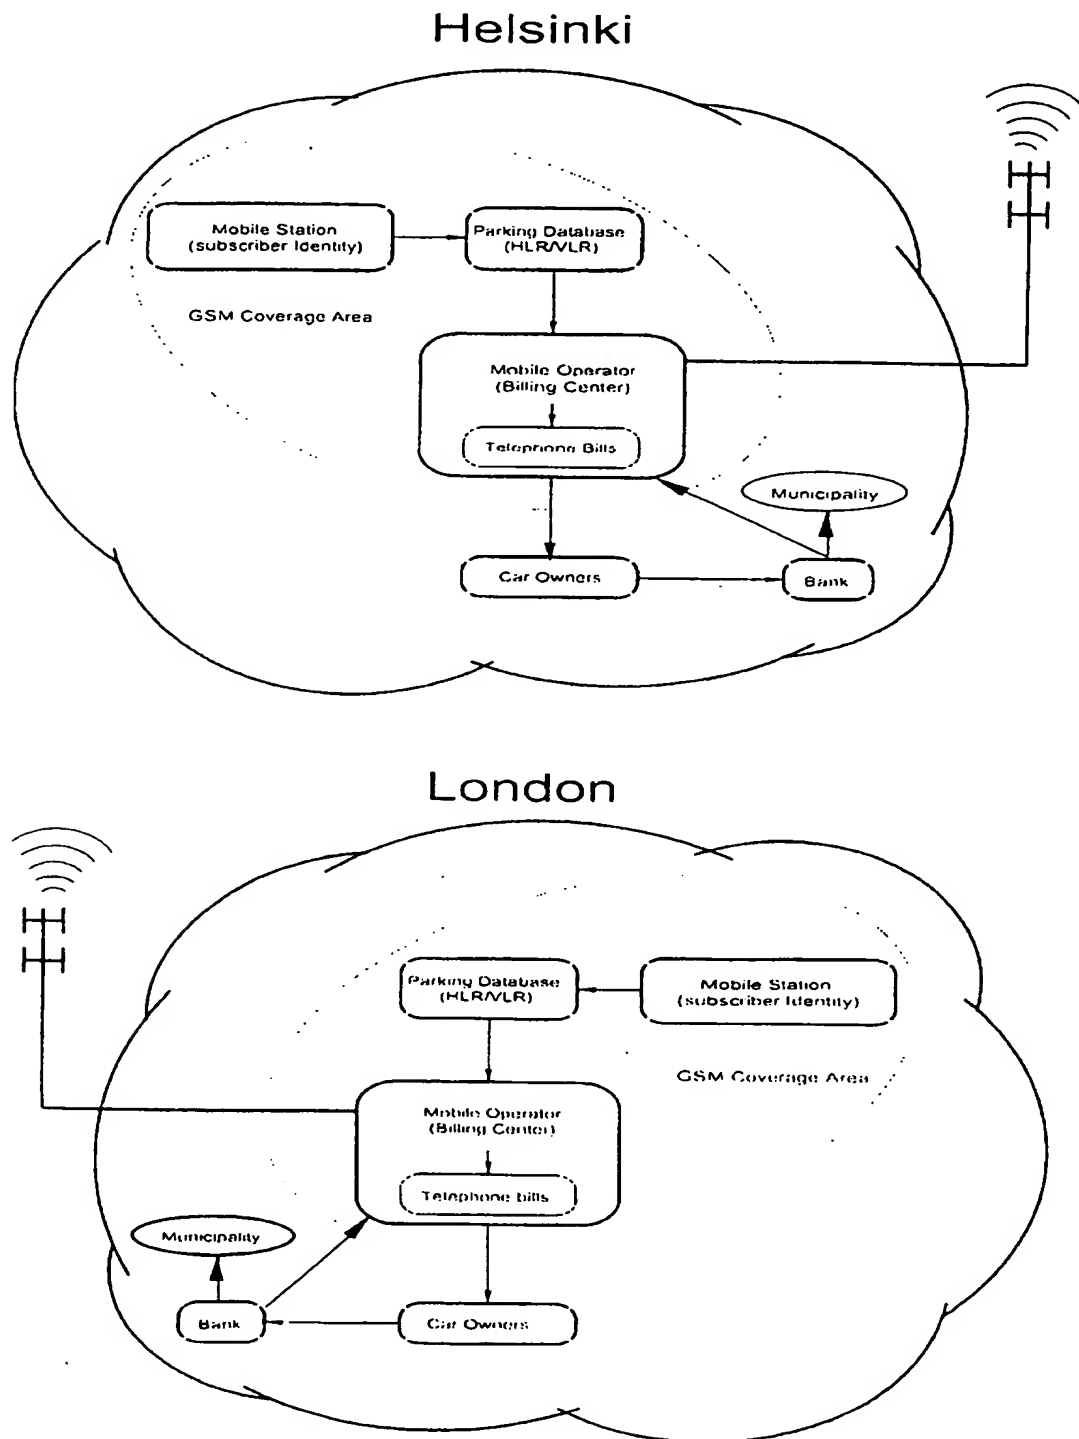 Helsinki
Mobile Station
(subscriber Identity)
Parking Database
(HLR/VLR)
GSM Coverage Area
Mobile Operator
(Billing Center)
Telephone Bills
Municipality
Car Owners
Bank
London
Parking Database
(HLR/VLR)
Mobile Station
(subscriber Identity)
GSM Coverage Area
Mobile Operator
(Billing Center)
Telephone bills
Municipality
Bank
Car Owners